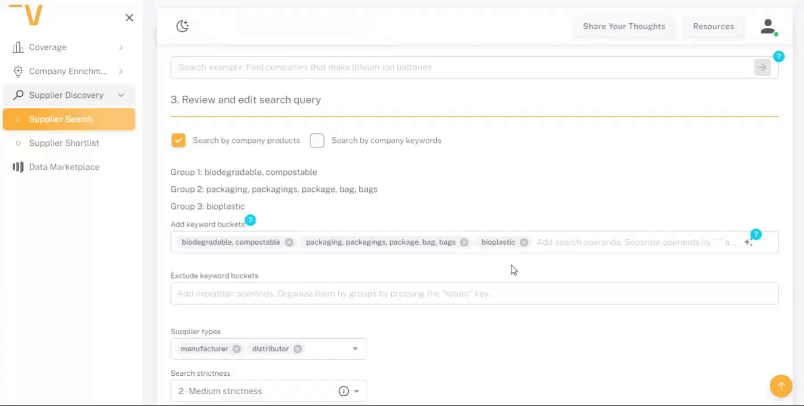 Share Your Thoughts
Resources
Coverage
Company Enrichm...
Supplier Discovery
Supplier Search
Supplier Shortlist
Data Marketplace
Search example: Find companies that make lithium-ion batteries
?
3. Review and edit search query
Search by company products
Search by company keywords
Group 1: biodegradable, compostable
Group 2: packaging, packagings, package, bag, bags
Group 3: bioplastic
Add keyword buckets ?
biodegradable, compostable
packaging, packagings, package, bag, bags
bioplastic
Add search operands. Separate operands by "," a...
?
Exclude keyword buckets
Add inception operands. Organize them by groups by pressing the "return" key.
Supplier types
manufacturer
distributor
Search strictness
2 - Medium strictness